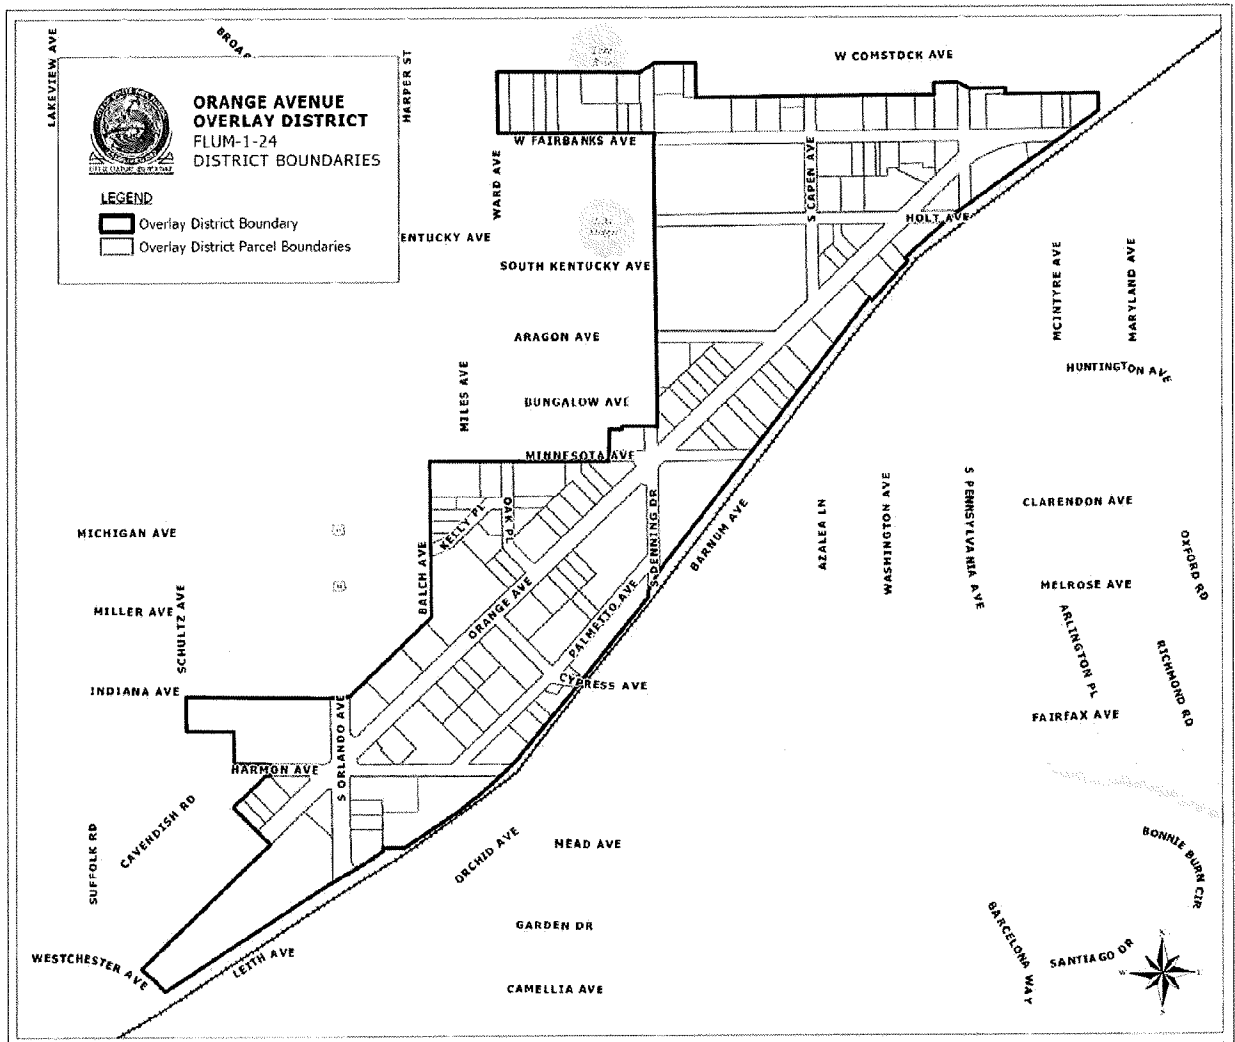 LAKEVIEW AVE
HARPER ST
W COMSTOCK AVE
ORANGE AVENUE
OVERLAY DISTRICT
FLUM-1-24
DISTRICT BOUNDARIES
LEGEND
Overlay District Boundary
Overlay District Parcel Boundaries
W FAIRBANKS AVE
WARD AVE
S CAPEN AVE
HOLT AVE
ENTUCKY AVE
SOUTH KENTUCKY AVE
MCINTYRE AVE
MARYLAND AVE
ARAGON AVE
HUNTINGTON AVE
MILES AVE
BUNGALOW AVE
MINNESOTA AVE
OAK PL
KELLY PL
S DENNING DR
BARNUM AVE
AZALEA LN
WASHINGTON AVE
S PENNSYLVANIA AVE
CLARENDON AVE
MICHIGAN AVE
OXFORD RD
BALCH AVE
ORANGE AVE
PALMETTO AVE
MELROSE AVE
MILLER AVE
SCHULTZ AVE
ARLINGTON PL
RICHMOND RD
INDIANA AVE
CYPRESS AVE
S ORLANDO AVE
FAIRFAX AVE
HARMON AVE
CAVENDISH RD
SUFFOLK RD
ORCHID AVE
MEAD AVE
BONNIE BURN CIR
GARDEN DR
BARCELONA WAY
SANTIAGO DR
WESTCHESTER AVE
LEITH AVE
CAMELLIA AVE
N
W
E
S